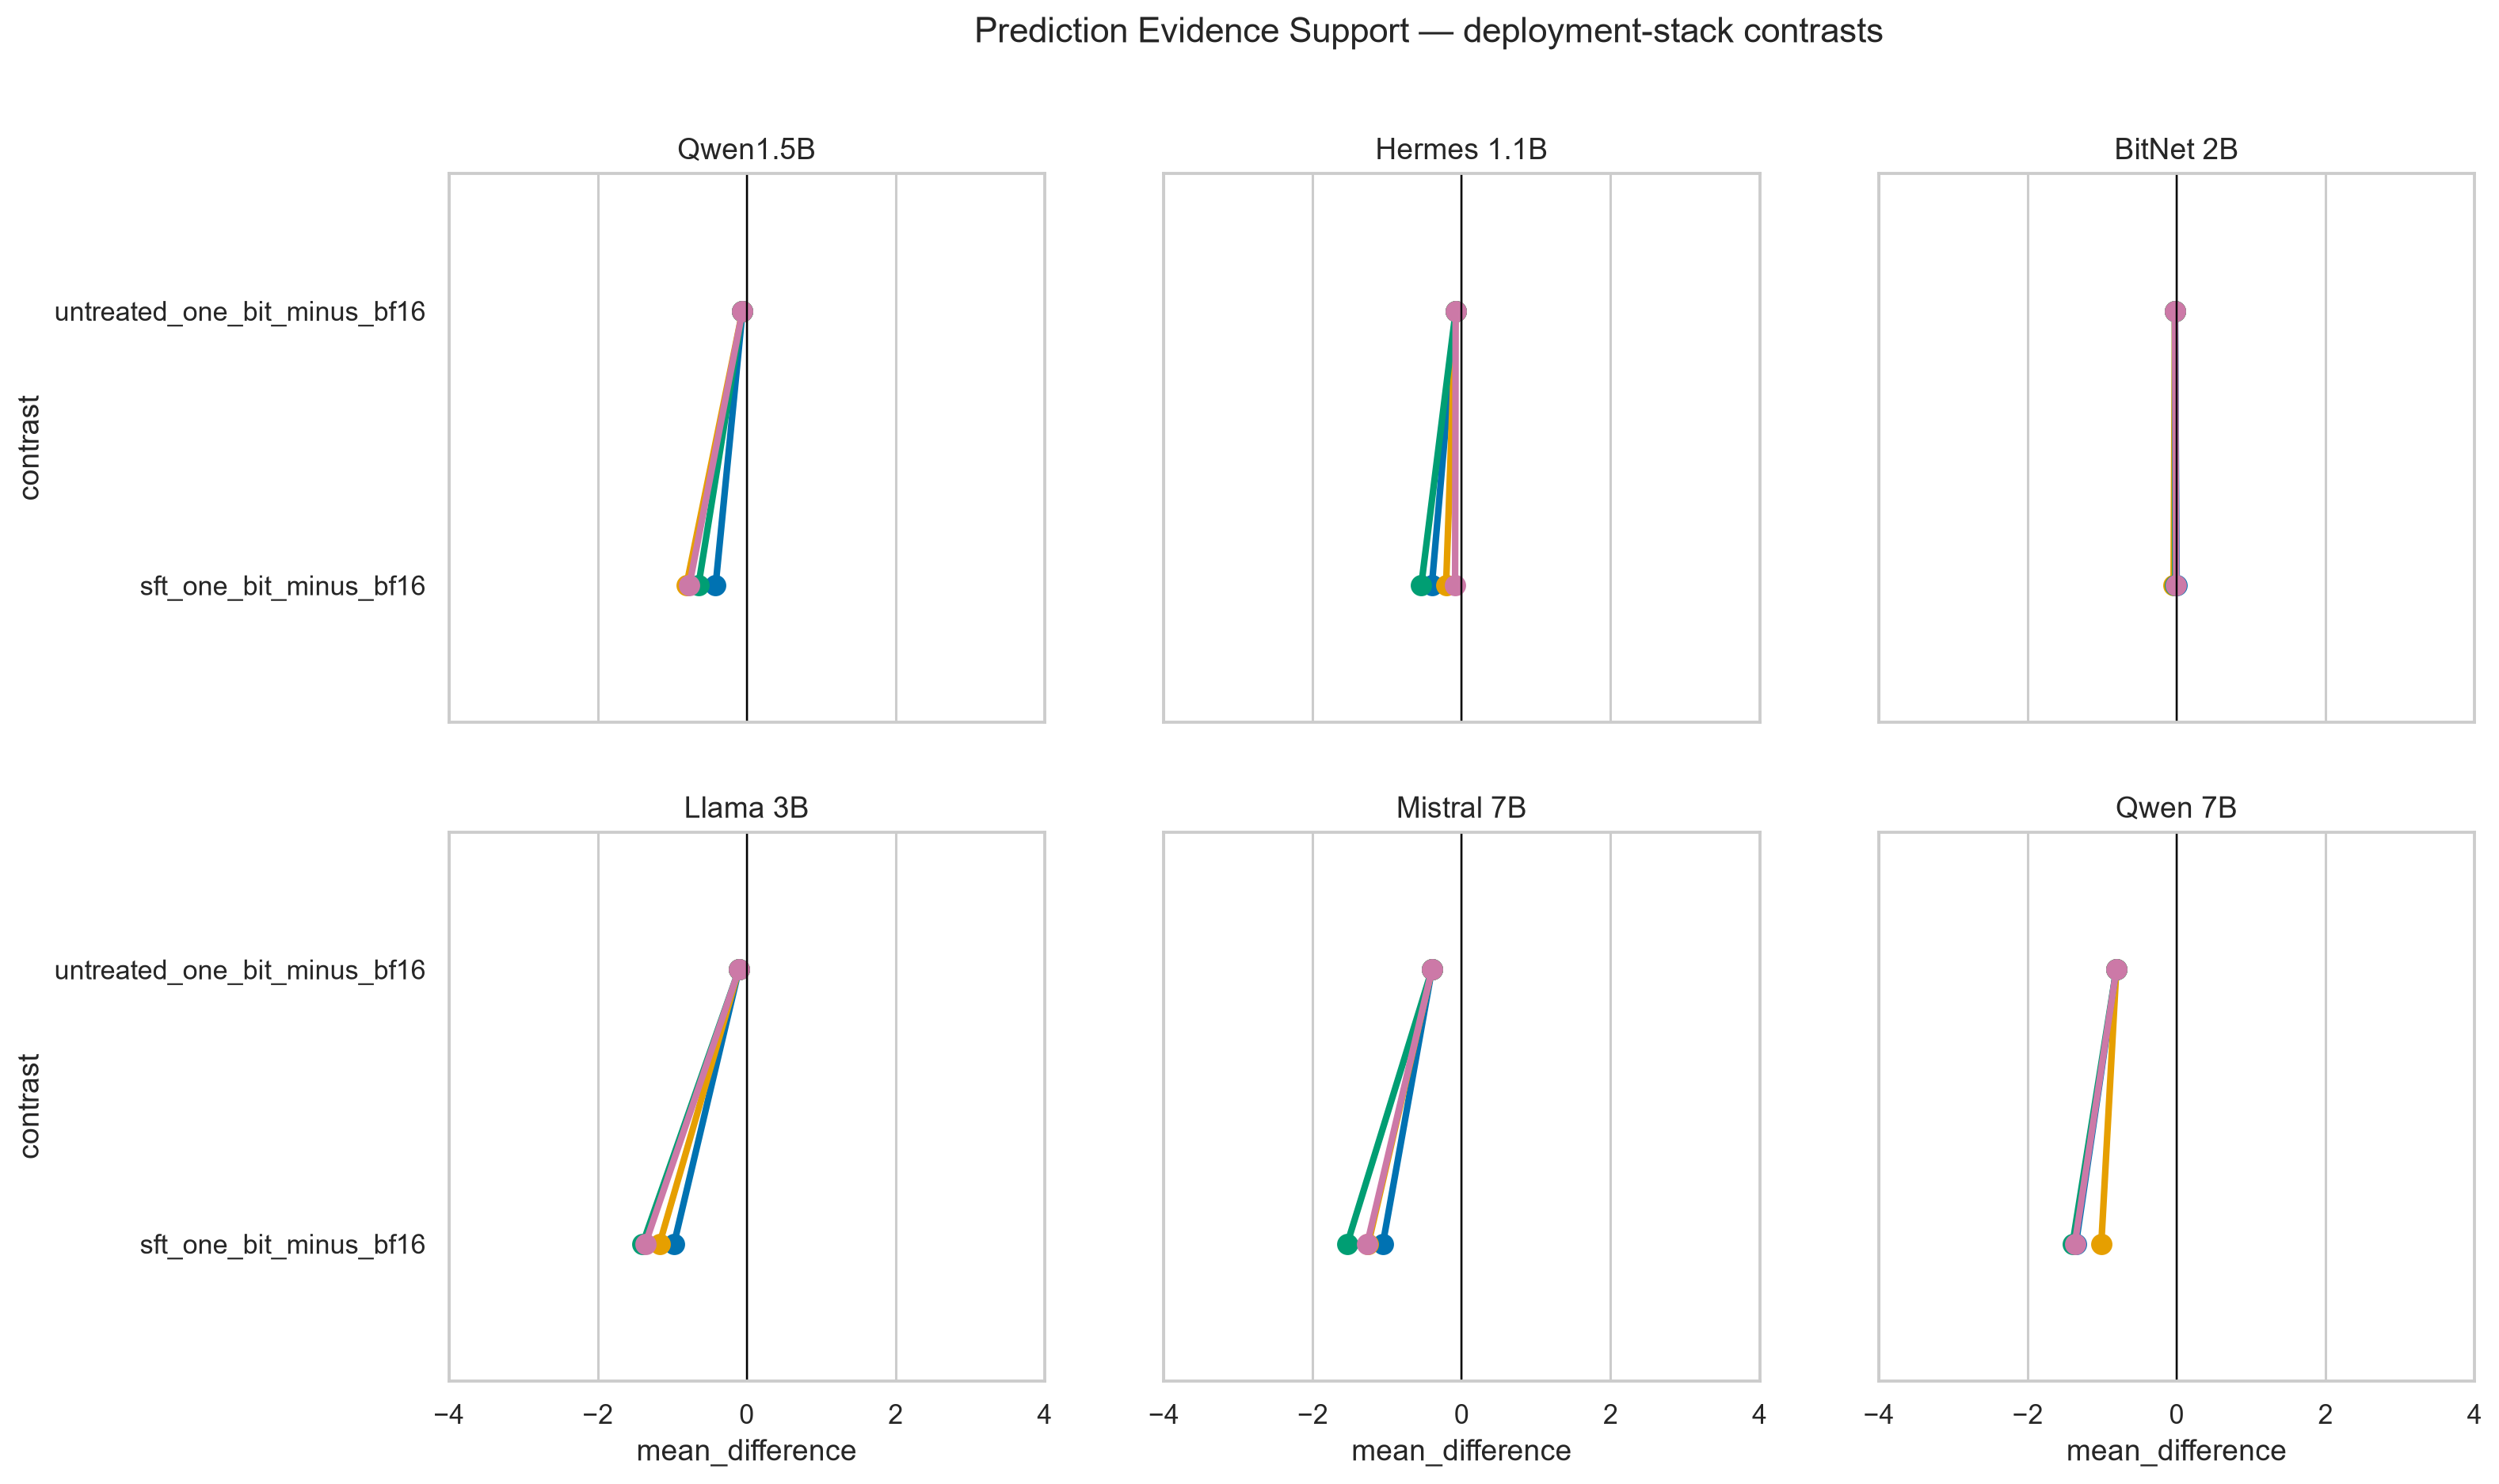 Prediction Evidence Support — deployment-stack contrasts
Qwen1.5B
Hermes 1.1B
BitNet 2B
contrast
untreated_one_bit_minus_bf16
sft_one_bit_minus_bf16
Llama 3B
Mistral 7B
Qwen 7B
contrast
untreated_one_bit_minus_bf16
sft_one_bit_minus_bf16
−4 −2 0 2 4
−4 −2 0 2 4
−4 −2 0 2 4
mean_difference
mean_difference
mean_difference